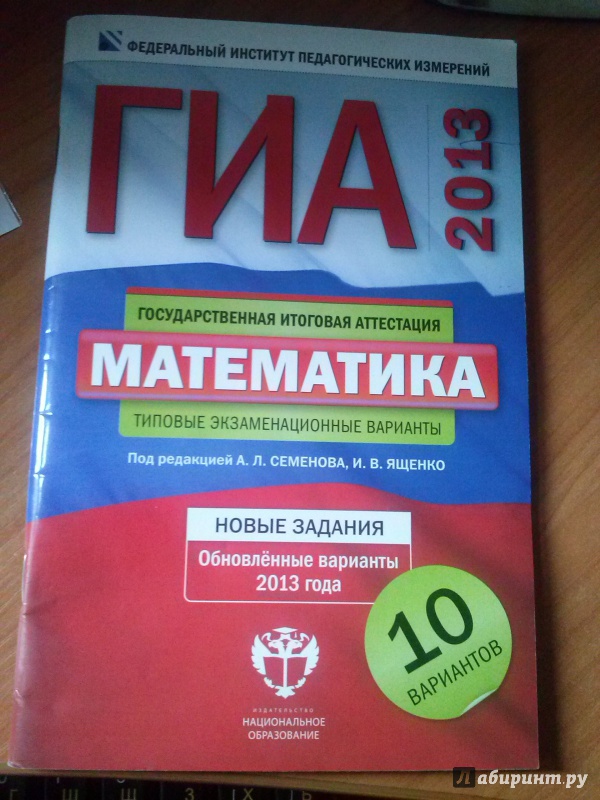 ФЕДЕРАЛЬНЫЙ ИНСТИТУТ ПЕДАГОГИЧЕСКИХ ИЗМЕРЕНИЙ
ГИА
2013
ГОСУДАРСТВЕННАЯ ИТОГОВАЯ АТТЕСТАЦИЯ
МАТЕМАТИКА
ТИПОВЫЕ ЭКЗАМЕНАЦИОННЫЕ ВАРИАНТЫ
Под редакцией А. Л. СЕМЕНОВА, И. В. ЯЩЕНКО
НОВЫЕ ЗАДАНИЯ
Обновлённые варианты
2013 года
10
ВАРИАНТОВ
ИЗДАТЕЛЬСТВО
НАЦИОНАЛЬНОЕ
ОБРАЗОВАНИЕ
Лабиринт.ру